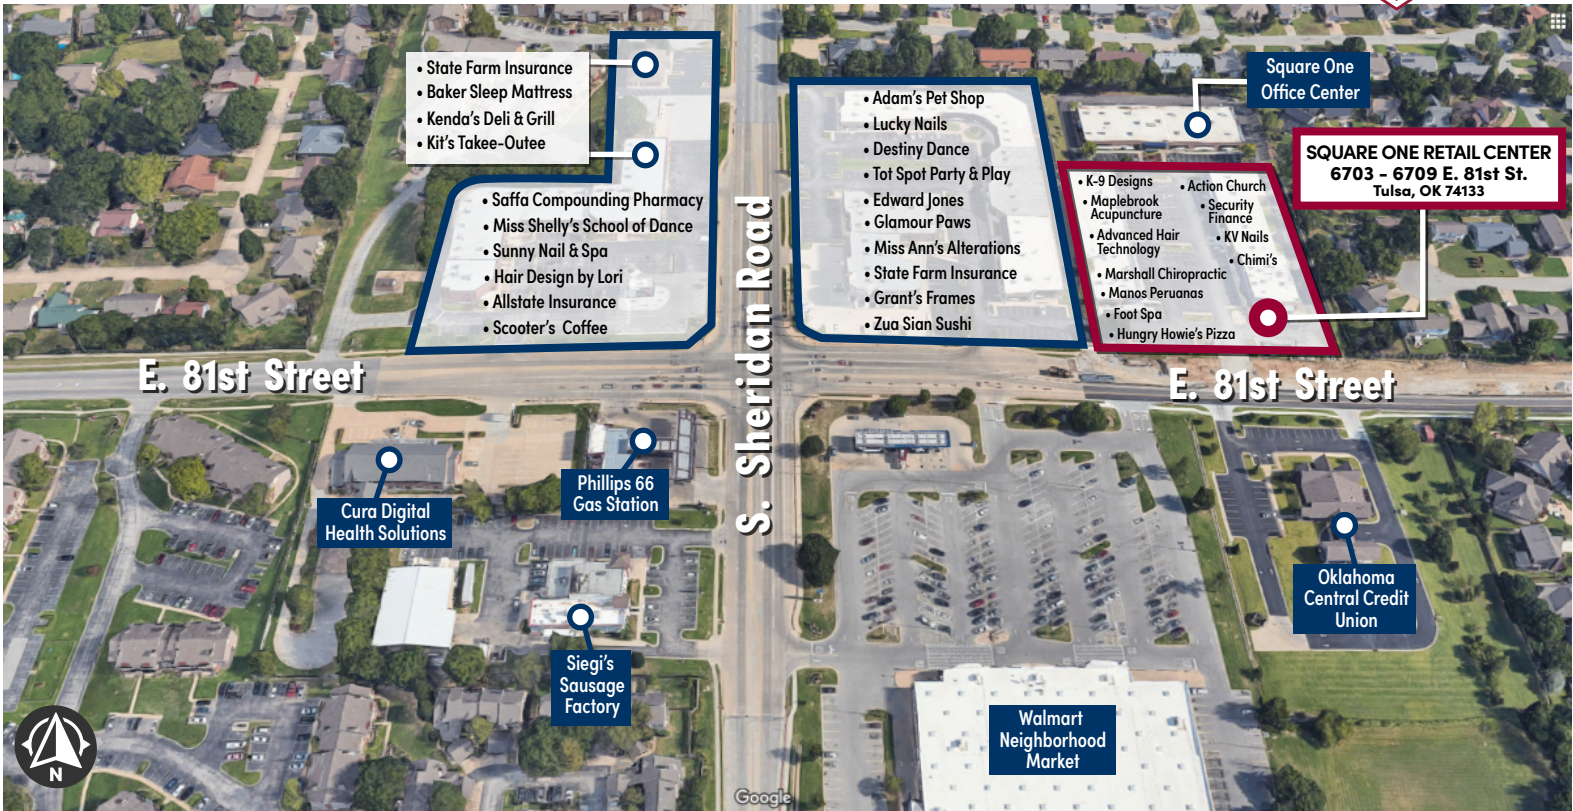 • State Farm Insurance
• Baker Sleep Mattress
• Kenda's Deli & Grill
• Kit's Takee-Outee
• Saffa Compounding Pharmacy
• Miss Shelly's School of Dance
• Sunny Nail & Spa
• Hair Design by Lori
• Allstate Insurance
• Scooter's Coffee
• Adam's Pet Shop
• Lucky Nails
• Destiny Dance
• Tot Spot Party & Play
• Edward Jones
• Glamour Paws
• Miss Ann's Alterations
• State Farm Insurance
• Grant's Frames
• Zua Sian Sushi
Square One
Office Center
SQUARE ONE RETAIL CENTER
6703 - 6709 E. 81st St.
Tulsa, OK 74133
• K-9 Designs
• Maplebrook
Acupuncture
• Advanced Hair
Technology
• Marshall Chiropractic
• Manos Peruanas
• Foot Spa
• Hungry Howie's Pizza
• Action Church
• Security
Finance
• KV Nails
• Chimi's
E. 81st Street
S. Sheridan Road
E. 81st Street
Cura Digital
Health Solutions
Phillips 66
Gas Station
Siegi's
Sausage
Factory
Oklahoma
Central Credit
Union
Walmart
Neighborhood
Market
N
Google